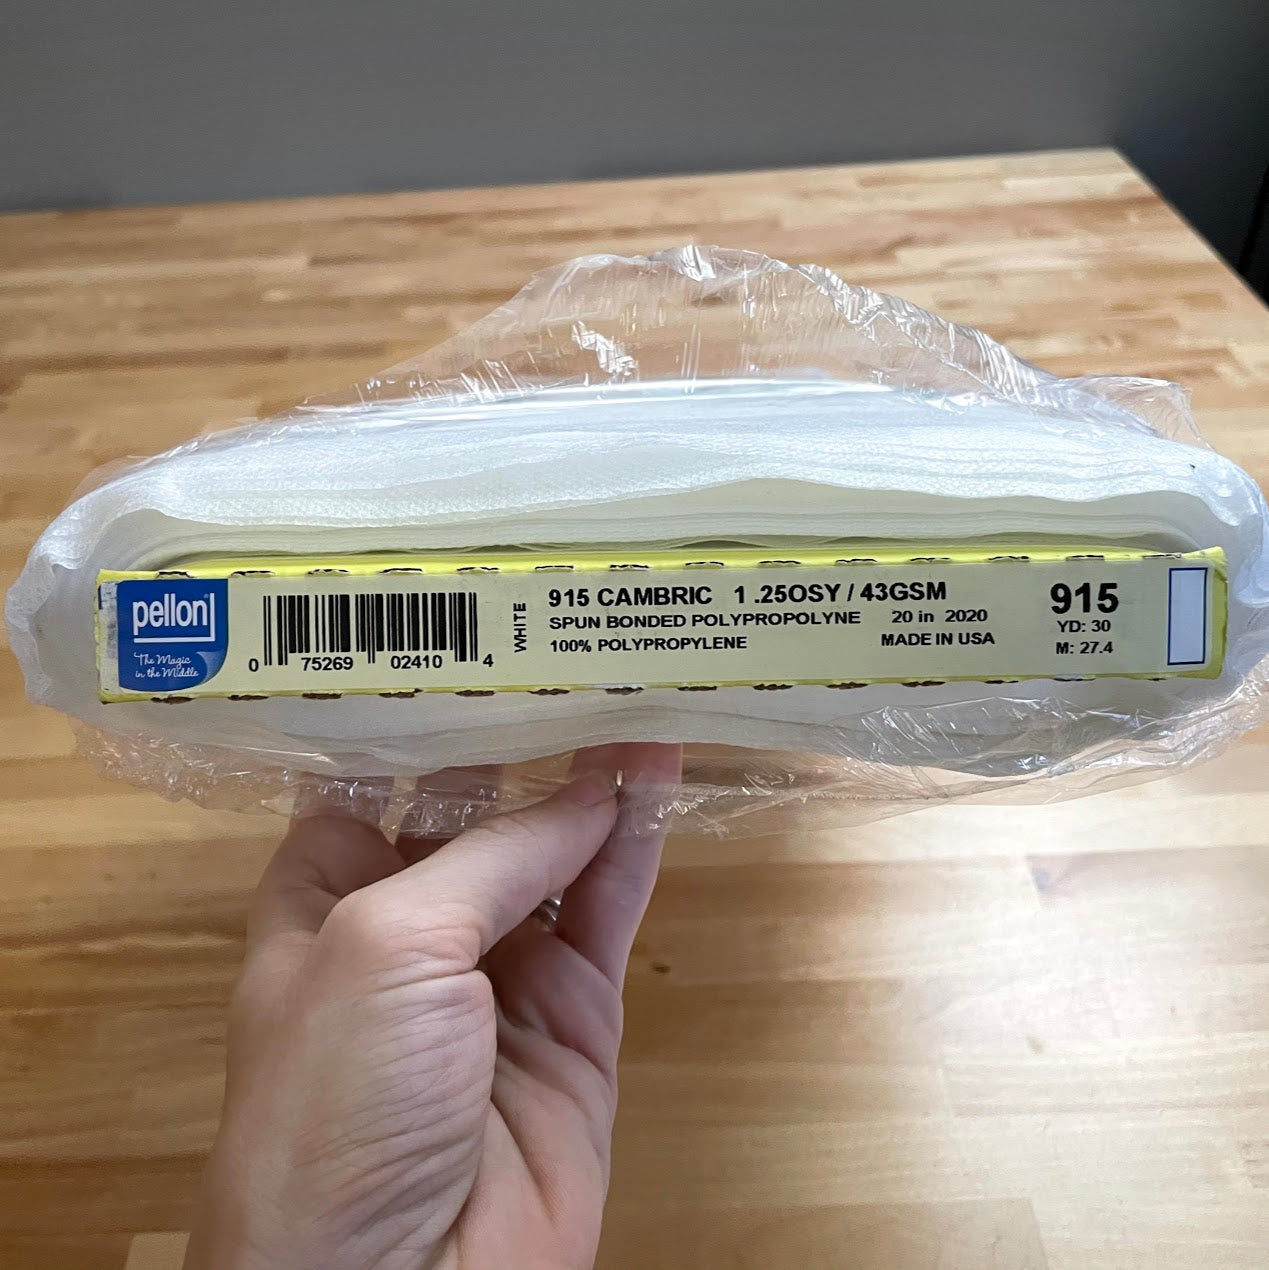 pellon
The Magic
in the Middle
0 75269 02410 4
WHITE
915 CAMBRIC 1 .25OSY / 43GSM
SPUN BONDED POLYPROPOLYNE 20 in 2020
100% POLYPROPYLENE MADE IN USA
915
YD: 30
M: 27.4